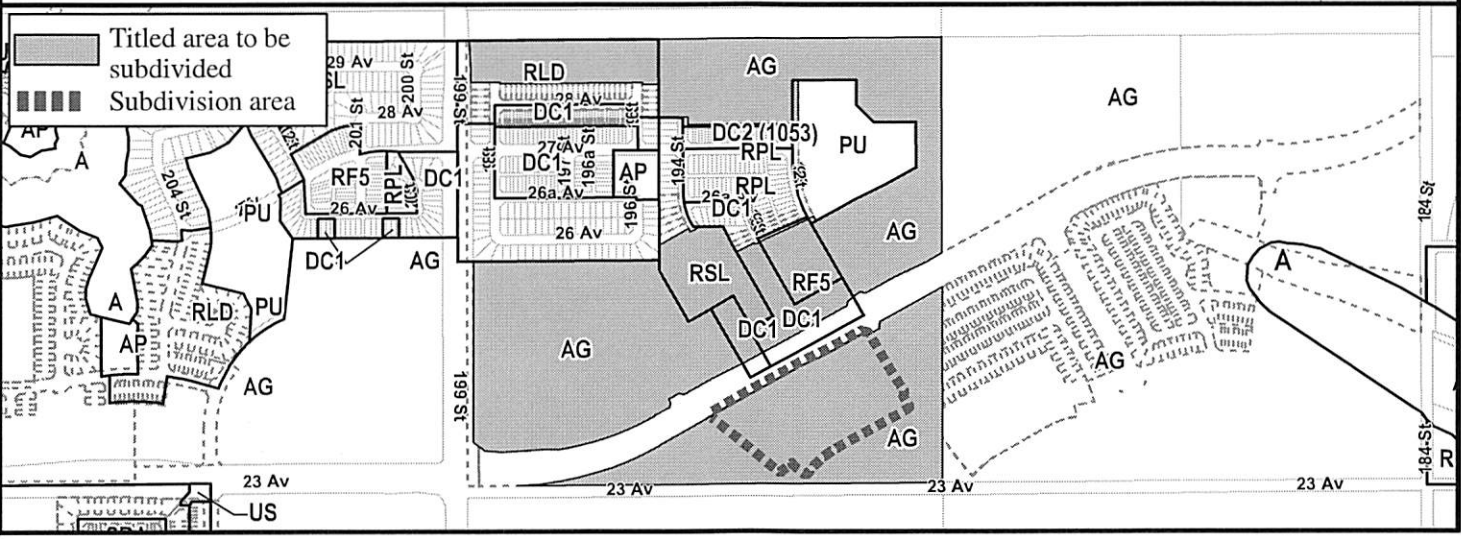 Titled area to be
subdivided
Subdivision area
29 Av
SL
200 St
199 St
28 Av
201 St
AP
A
204 St
RF5
RPL
DC1
26 Av
PU
DC1
AG
A
AP
RLD
PU
AG
23 Av
US
RLD
28 Av
DC1
27 Av
DC1
196a St
AP
26a Av
196 St
26 Av
AG
194 St
DC2 (1053)
RPL
RPL
DC1
PU
AG
RSL
RF5
DC1
DC1
AG
199 St
AG
AG
23 Av
23 Av
AG
184 St
A
AG
184 St
R
23 Av